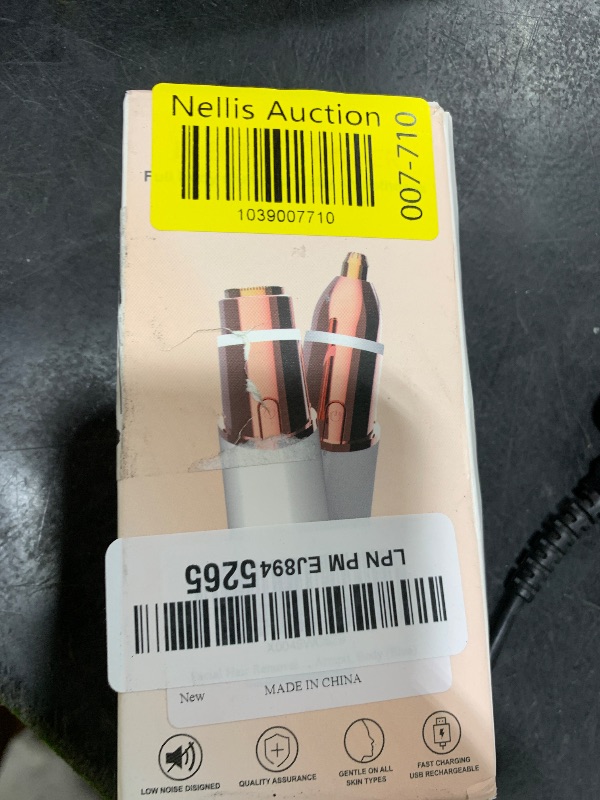 Nellis Auction
1039007710
007-710
LPN PM EJ8945265
New
MADE IN CHINA
LOW NOISE DISIGNED
QUALITY ASSURANCE
GENTLE ON ALL
SKIN TYPES
FAST CHARGING
USB RECHARGEABLE